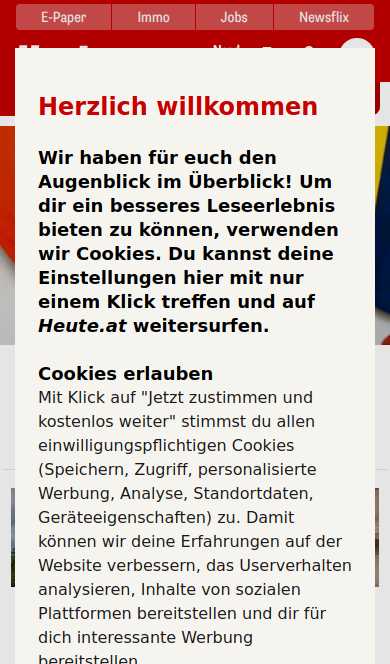 E-Paper
Immo
Jobs
Newsflix
Herzlich willkommen
Wir haben für euch den
Augenblick im Überblick! Um
dir ein besseres Leseerlebnis
bieten zu können, verwenden
wir Cookies. Du kannst deine
Einstellungen hier mit nur
einem Klick treffen und auf
Heute.at weitersurfen.
Cookies erlauben
Mit Klick auf "Jetzt zustimmen und
kostenlos weiter" stimmst du allen
einwilligungspflichtigen Cookies
(Speichern, Zugriff, personalisierte
Werbung, Analyse, Standortdaten,
Geräteeigenschaften) zu. Damit
können wir deine Erfahrungen auf der
Website verbessern, das Userverhalten
analysieren, Inhalte von sozialen
Plattformen bereitstellen und dir für
dich interessante Werbung
bereitstellen